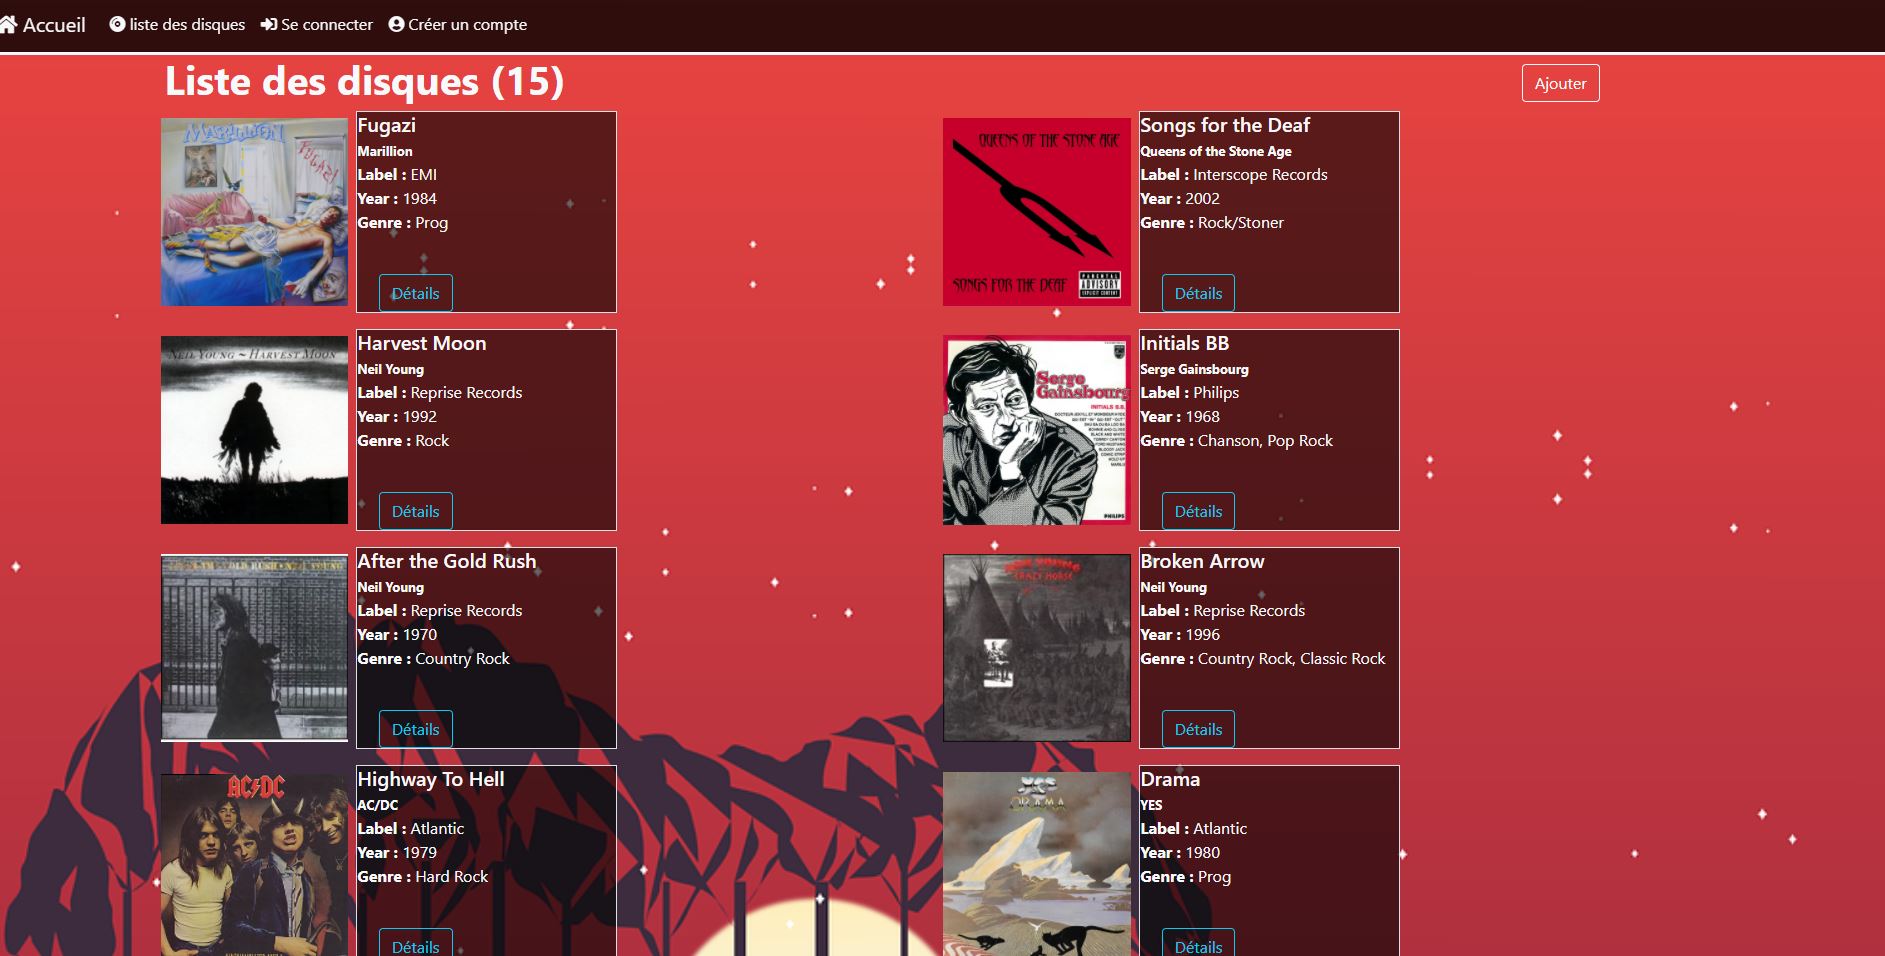 Accueil liste des disques Se connecter Créer un compte
Liste des disques (15)
Ajouter
MARILLION
FUGAZI
Fugazi
Marillion
Label : EMI
Year : 1984
Genre : Prog
Détails
QUEENS OF THE STONE AGE
SONGS FOR THE DEAF
PARENTAL
ADVISORY
EXPLICIT CONTENT
Songs for the Deaf
Queens of the Stone Age
Label : Interscope Records
Year : 2002
Genre : Rock/Stoner
Détails
NEIL YOUNG ~ HARVEST MOON
Harvest Moon
Neil Young
Label : Reprise Records
Year : 1992
Genre : Rock
Détails
Serge
Gainsbourg
INITIALS B.B.
PHILIPS
Initials BB
Serge Gainsbourg
Label : Philips
Year : 1968
Genre : Chanson, Pop Rock
Détails
GOLD RUSH • NEIL YOUNG
After the Gold Rush
Neil Young
Label : Reprise Records
Year : 1970
Genre : Country Rock
Détails
CRAZY HORSE
Broken Arrow
Neil Young
Label : Reprise Records
Year : 1996
Genre : Country Rock, Classic Rock
Détails
AC/DC
Highway To Hell
AC/DC
Label : Atlantic
Year : 1979
Genre : Hard Rock
Détails
YES
DRAMA
Drama
YES
Label : Atlantic
Year : 1980
Genre : Prog
Détails